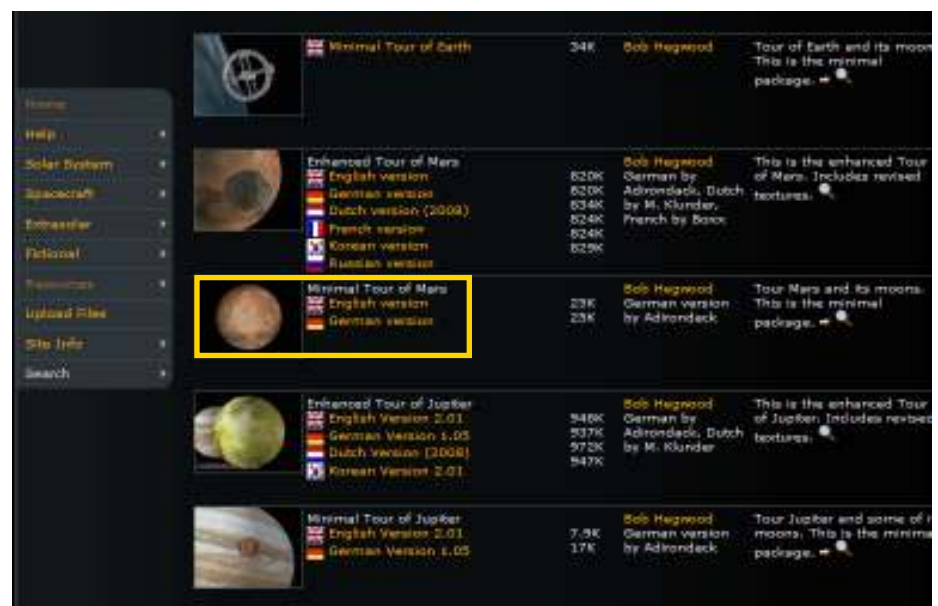 Home
Help
Solar System
Spacecraft
Extrasolar
Fictional
Resources
Upload Files
Site Info
Search
Minimal Tour of Earth 34K Bob Hegwood Tour of Earth and its moon
This is the minimal
package.
Enhanced Tour of Mars Bob Hegwood This is the enhanced Tour
English version 820K German by of Mars. Includes revised
German version 820K Adirondack, Dutch textures.
Dutch version (2008) 834K by M. Klunder,
French version 824K French by Borix
Korean version 824K
Russian version 829K
Minimal Tour of Mars Bob Hegwood Tour Mars and its moons.
English version 23K German version This is the minimal
German version 23K by Adirondack package.
Enhanced Tour of Jupiter Bob Hegwood This is the enhanced Tour
English Version 2.01 948K German by of Jupiter. Includes revised
German Version 1.05 937K Adirondack, Dutch textures.
Dutch Version (2008) 972K by M. Klunder
Korean Version 2.01 947K
Minimal Tour of Jupiter Bob Hegwood Tour Jupiter and some of
English Version 2.01 7.9K German version moons. This is the minima
German Version 1.05 17K by Adirondack package.